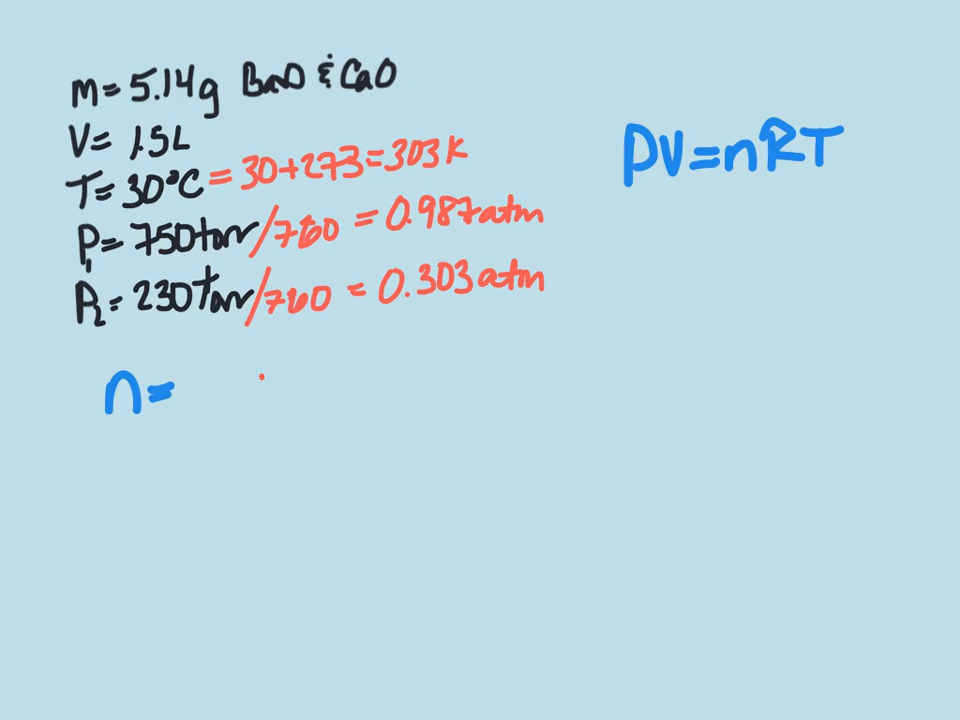 m= 5.14g BaO & CaO
V= 1.5L
T= 30°C = 30+273=303K
P₁= 750torr/760 = 0.987atm
P₂= 230torr/760 = 0.303atm
n=
PV=nRT